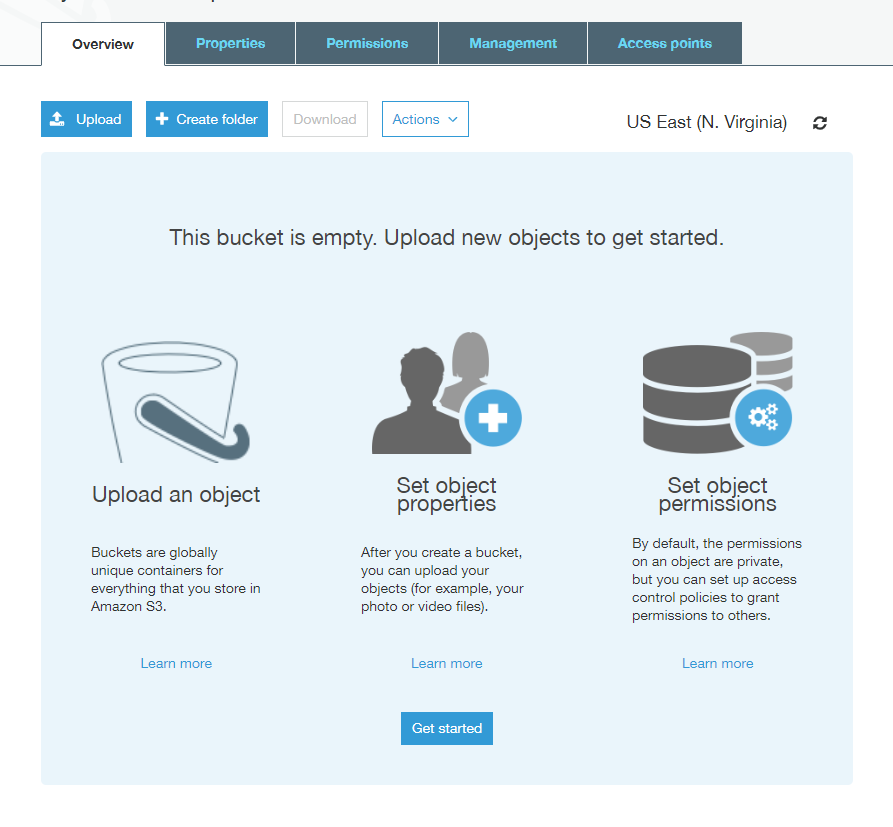 Overview Properties Permissions Management Access points
Upload Create folder Download Actions US East (N. Virginia)
This bucket is empty. Upload new objects to get started.
Upload an object
Buckets are globally
unique containers for
everything that you store in
Amazon S3.
Learn more
Set object
properties
After you create a bucket,
you can upload your
objects (for example, your
photo or video files).
Learn more
Set object
permissions
By default, the permissions
on an object are private,
but you can set up access
control policies to grant
permissions to others.
Learn more
Get started